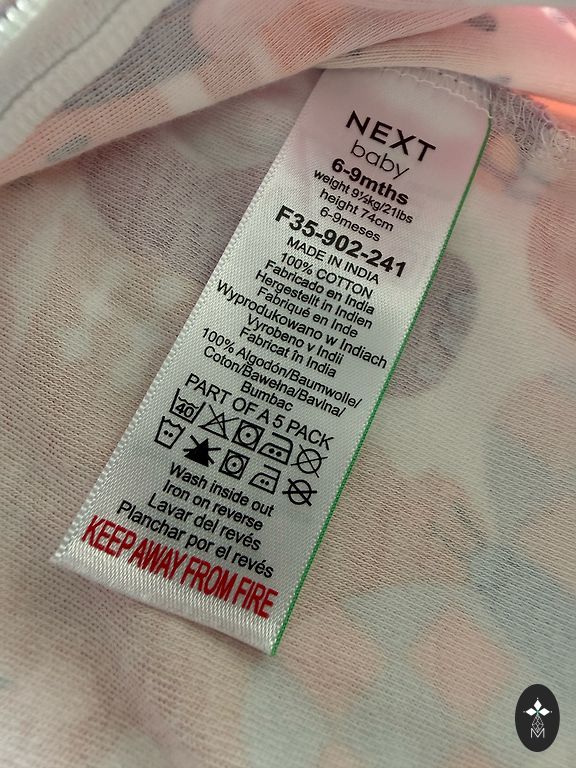 NEXT
baby
6-9mths
weight 9½kg/21lbs
height 74cm
6-9meses
F35-902-241
MADE IN INDIA
100% COTTON
Fabricado en India
Hergestellt in Indien
Fabriqué en Inde
Wyprodukowano w Indiach
Vyrobeno v Indii
Fabricat în India
100% Algodón/Baumwolle/
Coton/Bawełna/Bavlna/
Bumbac
PART OF A 5 PACK
40
Wash inside out
Iron on reverse
Lavar del revés
Planchar por el revés
KEEP AWAY FROM FIRE
M